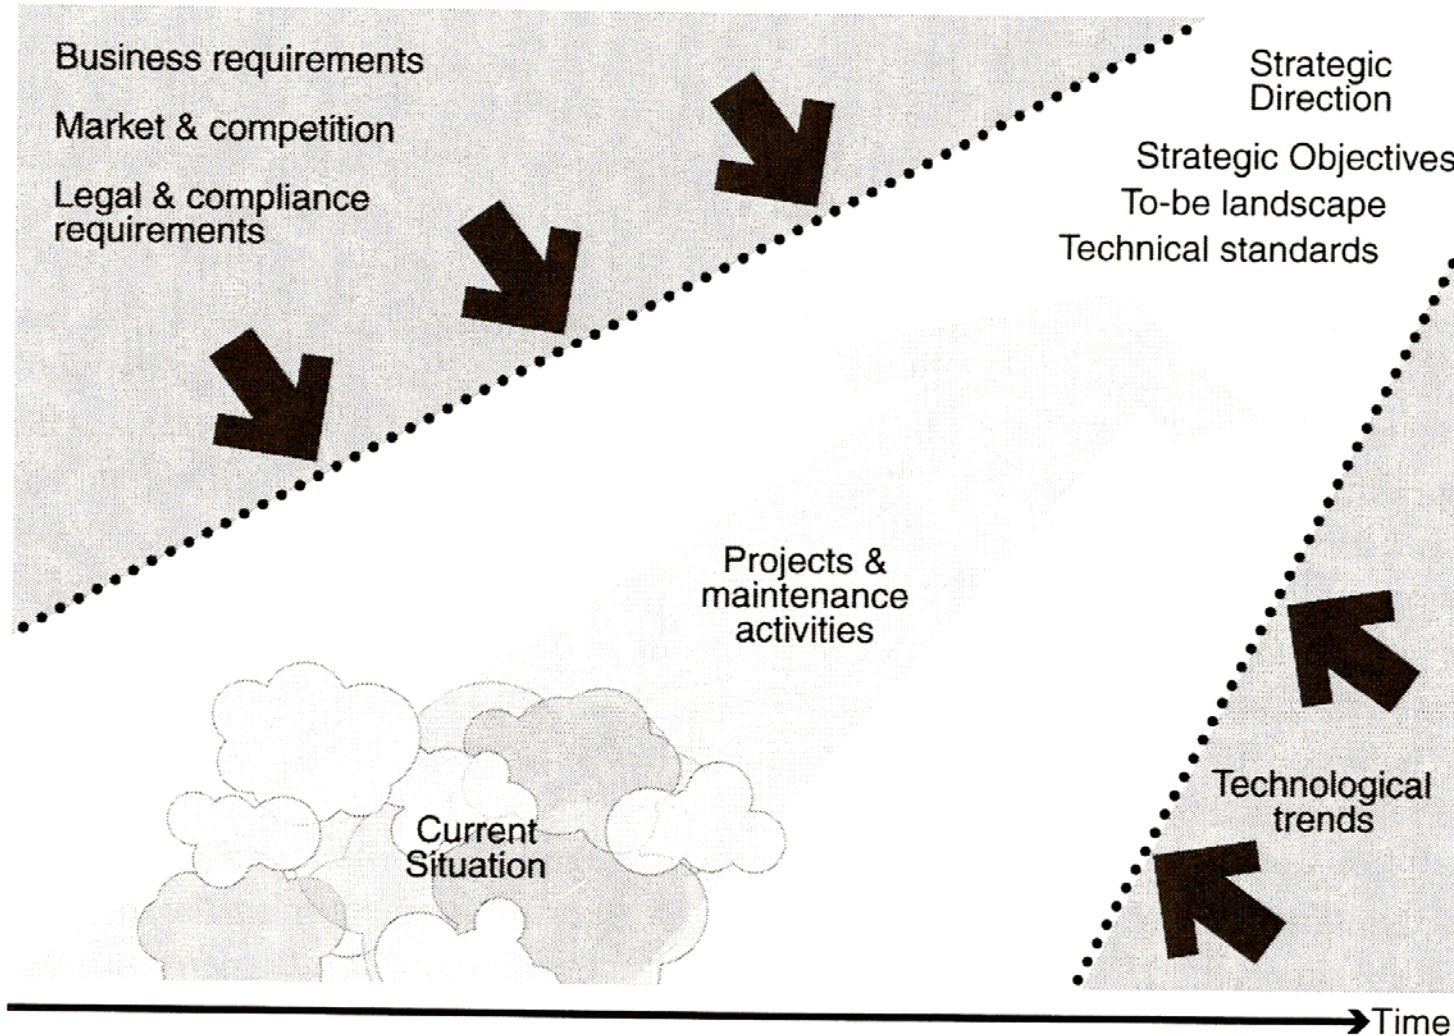 Business requirements
Market & competition
Legal & compliance
requirements
Strategic
Direction
Strategic Objectives
To-be landscape
Technical standards
Projects &
maintenance
activities
Current
Situation
Technological
trends
Time